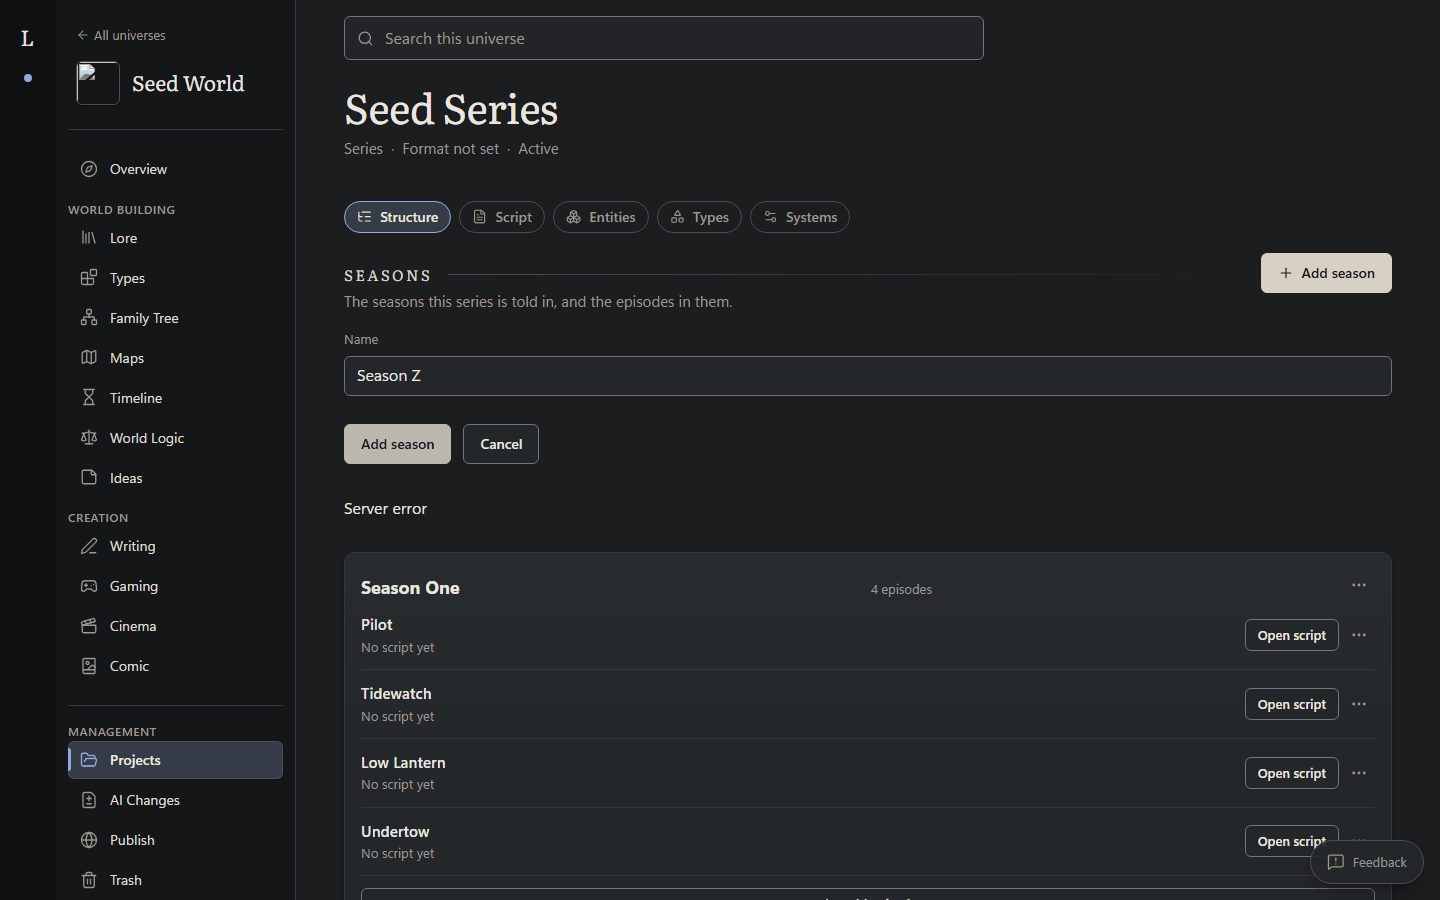 L
All universes
Seed World
Overview
WORLD BUILDING
Lore
Types
Family Tree
Maps
Timeline
World Logic
Ideas
CREATION
Writing
Gaming
Cinema
Comic
MANAGEMENT
Projects
AI Changes
Publish
Trash
Search this universe
Seed Series
Series · Format not set · Active
Structure Script Entities Types Systems
SEASONS
Add season
The seasons this series is told in, and the episodes in them.
Name
Season Z
Add season Cancel
Server error
Season One 4 episodes
Pilot
No script yet
Open script
Tidewatch
No script yet
Open script
Low Lantern
No script yet
Open script
Undertow
No script yet
Open script
Feedback